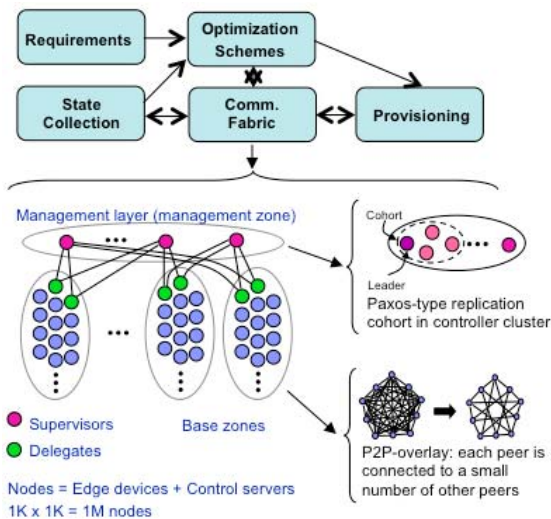 Requirements
Optimization
Schemes
State
Collection
Comm.
Fabric
Provisioning
Management layer (management zone)
Cohort
Leader
Paxos-type replication
cohort in controller cluster
Supervisors
Delegates
Base zones
P2P-overlay: each peer is
connected to a small
number of other peers
Nodes = Edge devices + Control servers
1K x 1K = 1M nodes